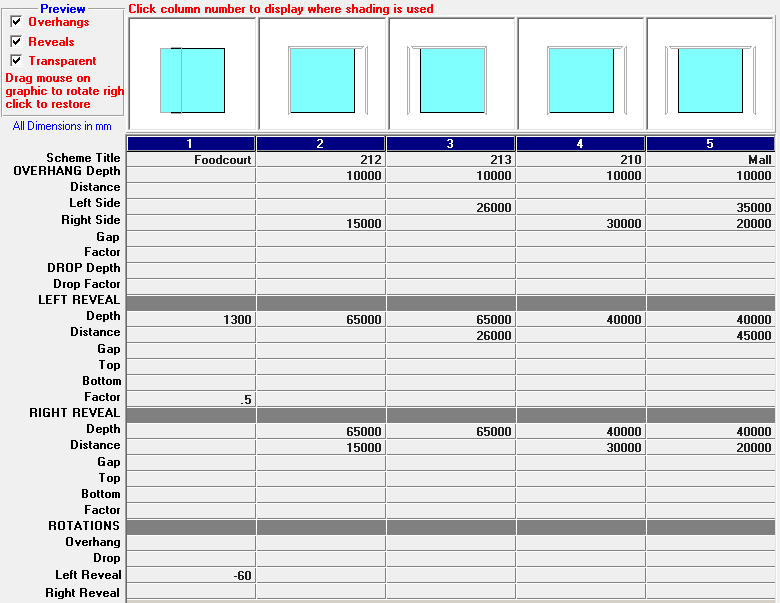 Preview
Click column number to display where shading is used
Overhangs
Reveals
Transparent
Drag mouse on
graphic to rotate righ
click to restore
All Dimensions in mm
1 2 3 4 5
Scheme Title Foodcourt 212 213 210 Mall
OVERHANG Depth 10000 10000 10000 10000
Distance
Left Side 26000 35000
Right Side 15000 30000 20000
Gap
Factor
DROP Depth
Drop Factor
LEFT REVEAL
Depth 1300 65000 65000 40000 40000
Distance 26000 45000
Gap
Top
Bottom
Factor .5
RIGHT REVEAL
Depth 65000 65000 40000 40000
Distance 15000 30000 20000
Gap
Top
Bottom
Factor
ROTATIONS
Overhang
Drop
Left Reveal -60
Right Reveal